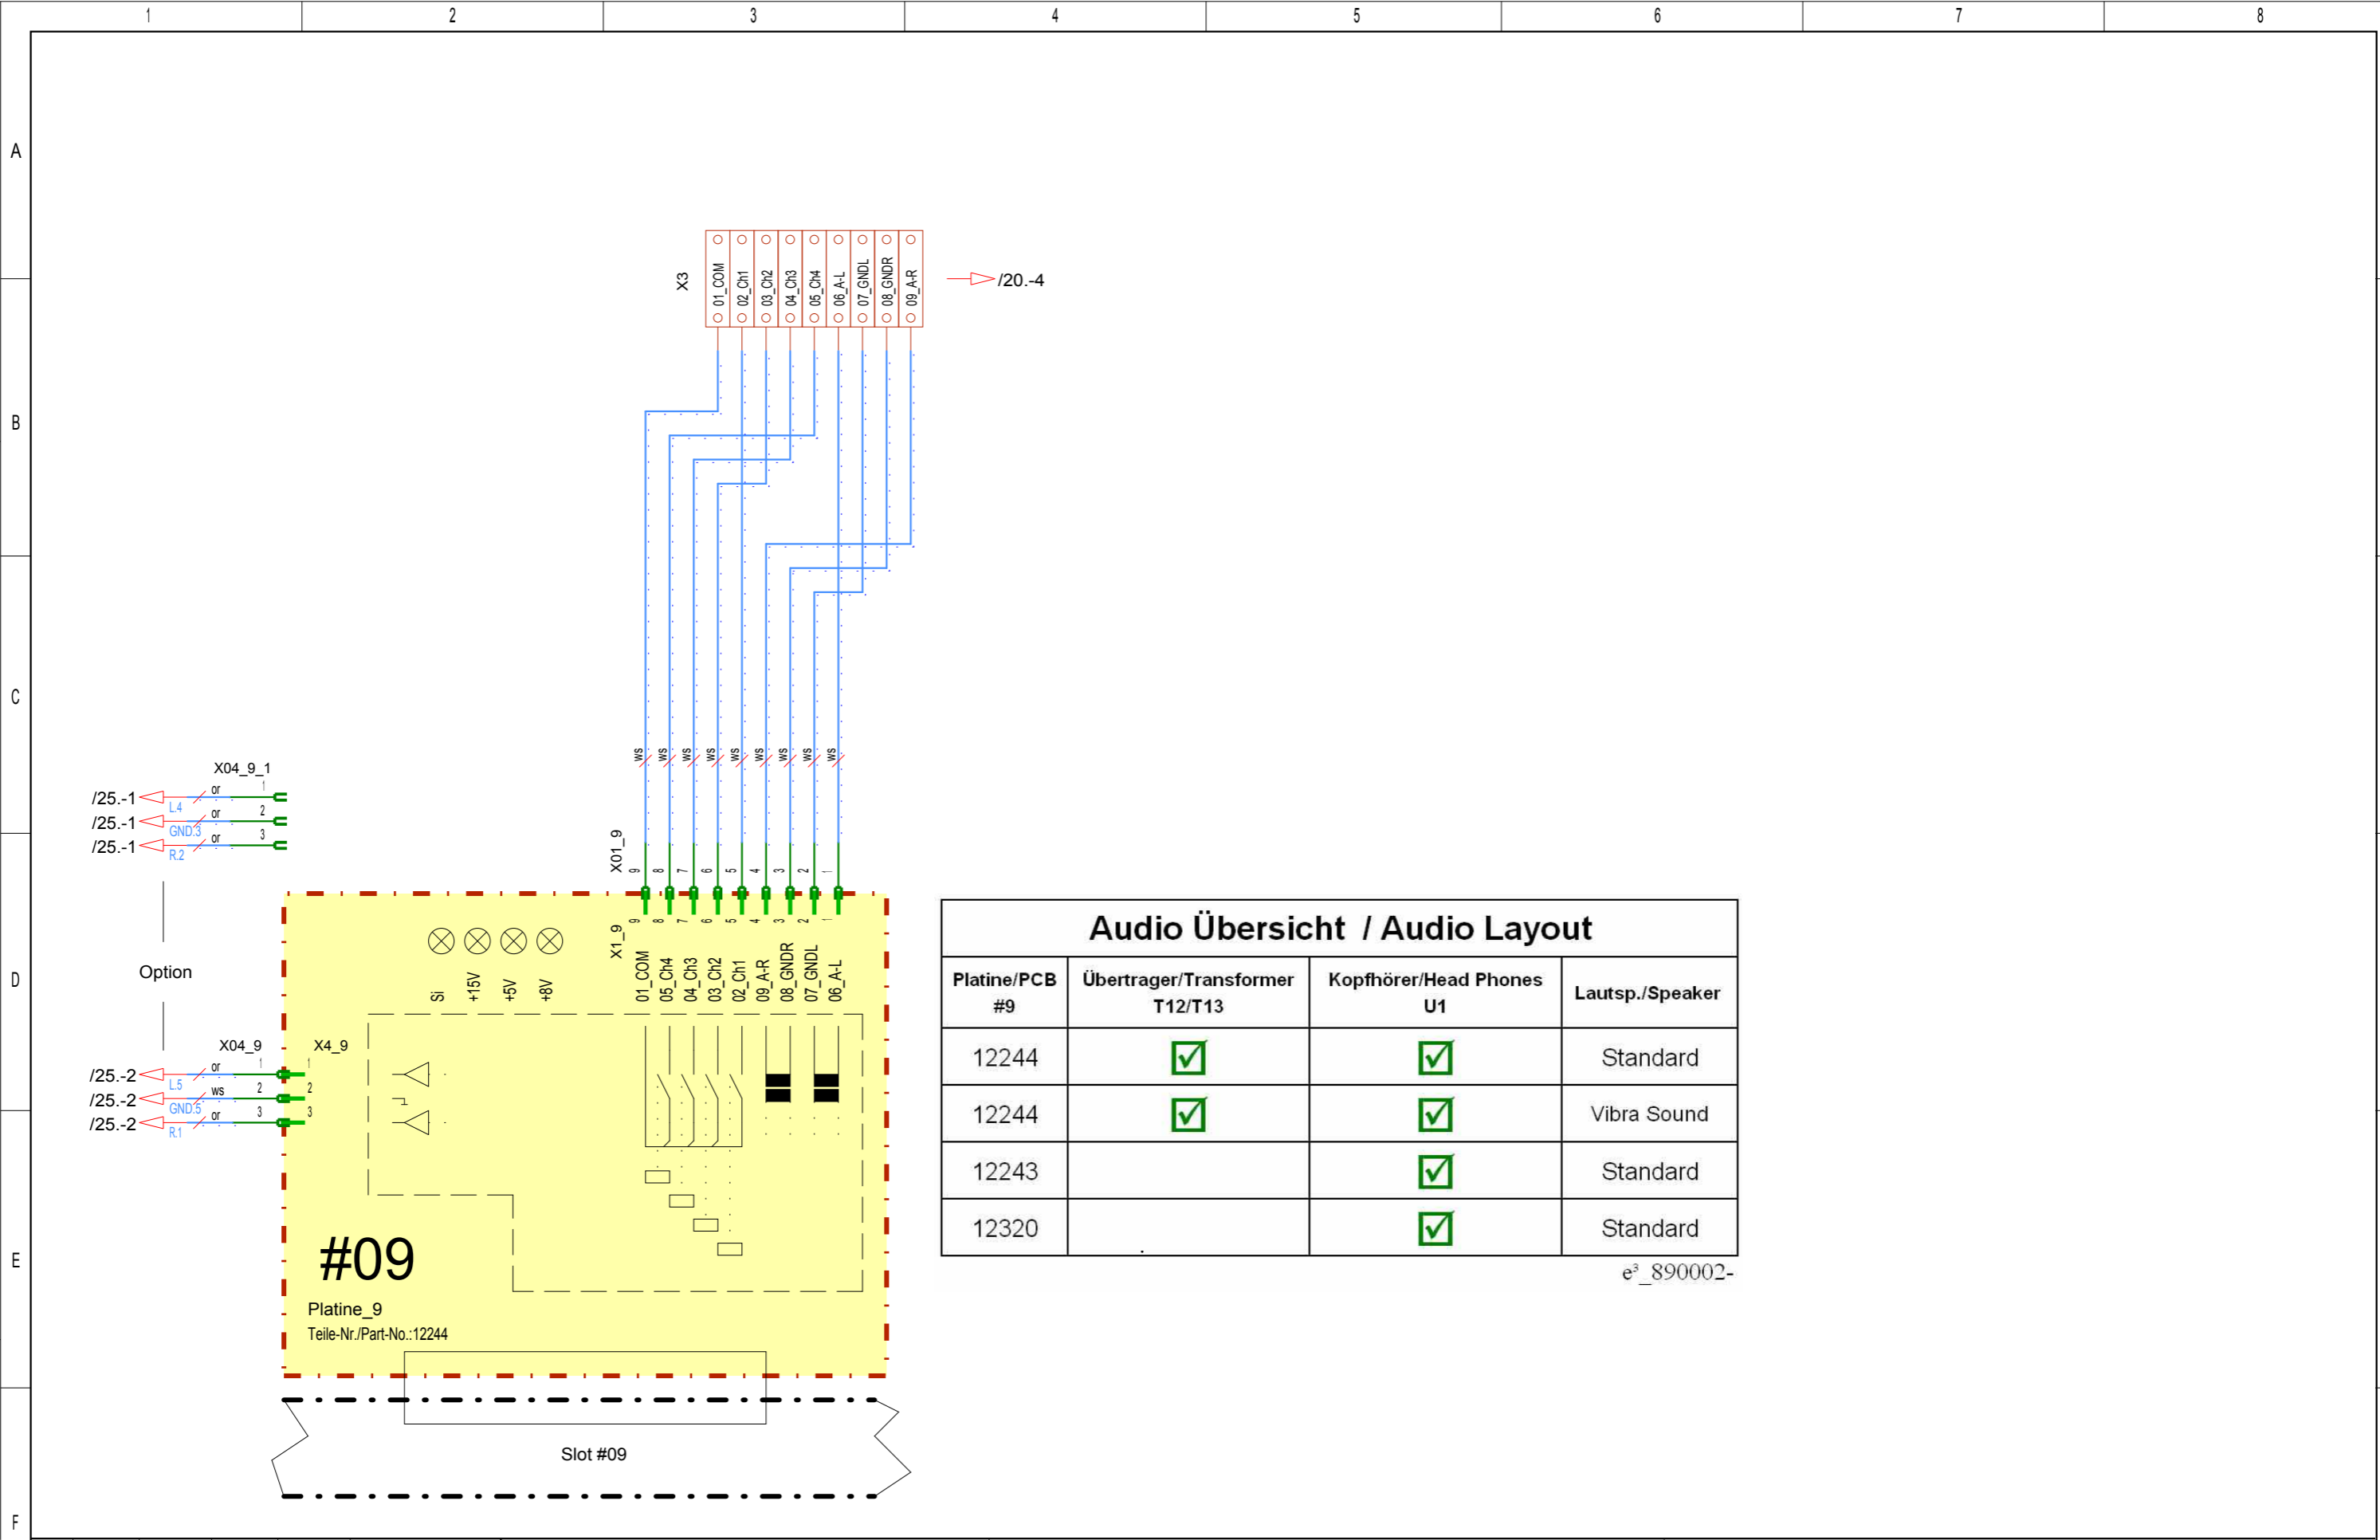 1 2 3 4 5 6 7 8
A
B
C
D
E
F
X3
01_COM
02_Ch1
03_Ch2
04_Ch3
05_Ch4
06_A-L
07_GNDL
08_GNDR
09_A-R
/20.-4
ws ws ws ws ws ws ws ws ws
X04_9_1
/25.-1 L.4 or 1
/25.-1 GND.3 or 2
/25.-1 R.2 or 3
Option
X01_9
9 8 7 6 5 4 3 2 1
X1_9
9 8 7 6 5 4 3 2 1
01_COM
05_Ch4
04_Ch3
03_Ch2
02_Ch1
09_A-R
08_GNDR
07_GNDL
06_A-L
Si
+15V
+5V
+8V
X04_9 X4_9
/25.-2 L.5 or 1 1
/25.-2 GND.5 ws 2 2
/25.-2 R.1 or 3 3
#09
Platine_9
Teile-Nr./Part-No.:12244
Slot #09
Audio Übersicht / Audio Layout
Platine/PCB #9
Übertrager/Transformer T12/T13
Kopfhörer/Head Phones U1
Lautsp./Speaker
12244 Standard
12244 Vibra Sound
12243 Standard
12320 Standard
e³_890002-